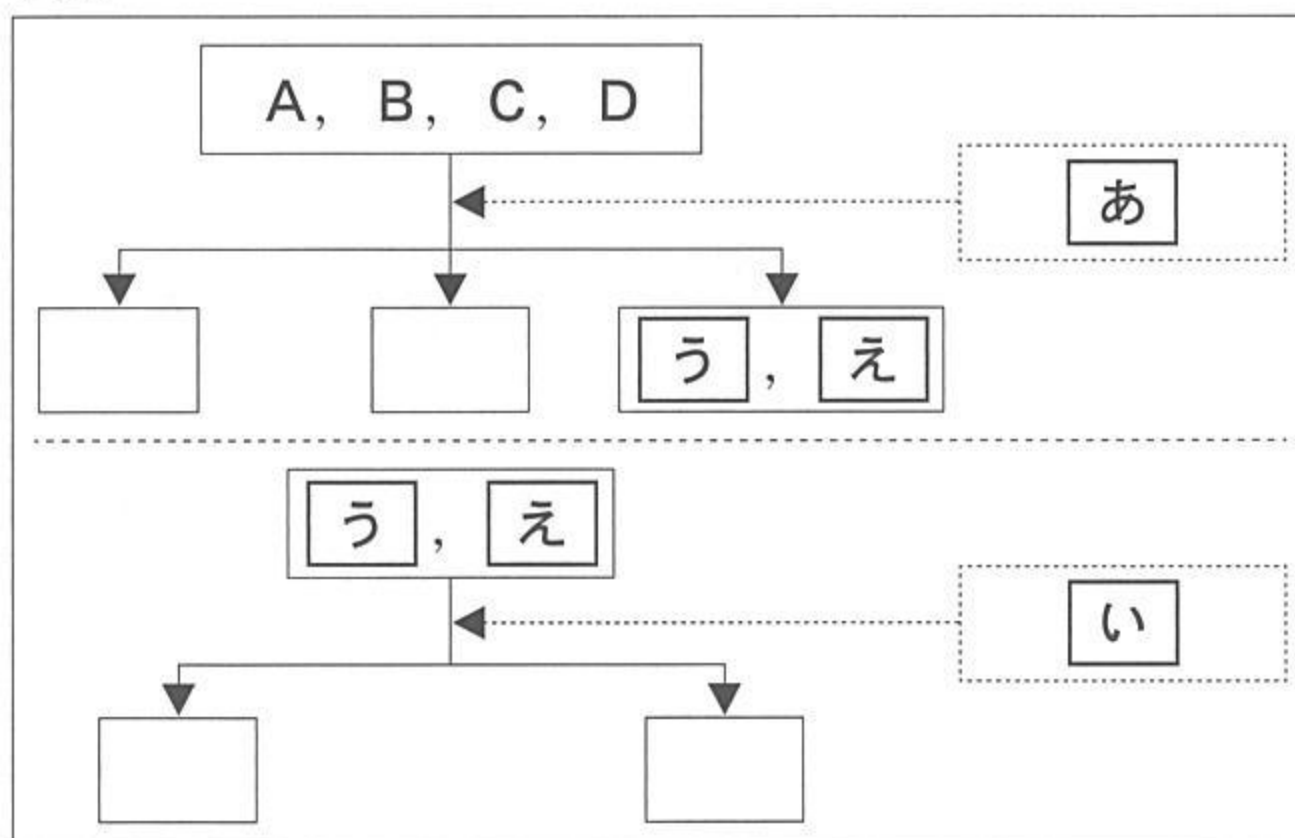 A, B, C, D
あ
う, え
う, え
い